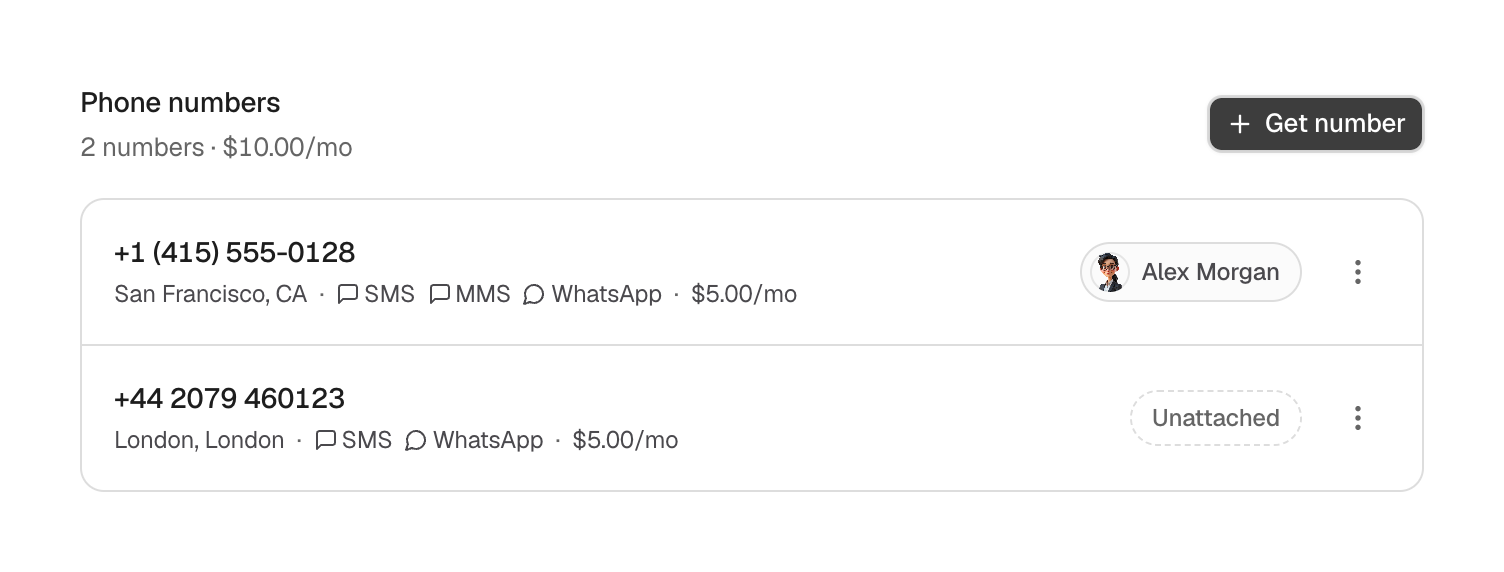 Phone numbers
2 numbers · $10.00/mo
Get number
+1 (415) 555-0128
San Francisco, CA · SMS MMS WhatsApp · $5.00/mo
Alex Morgan
+44 2079 460123
London, London · SMS WhatsApp · $5.00/mo
Unattached